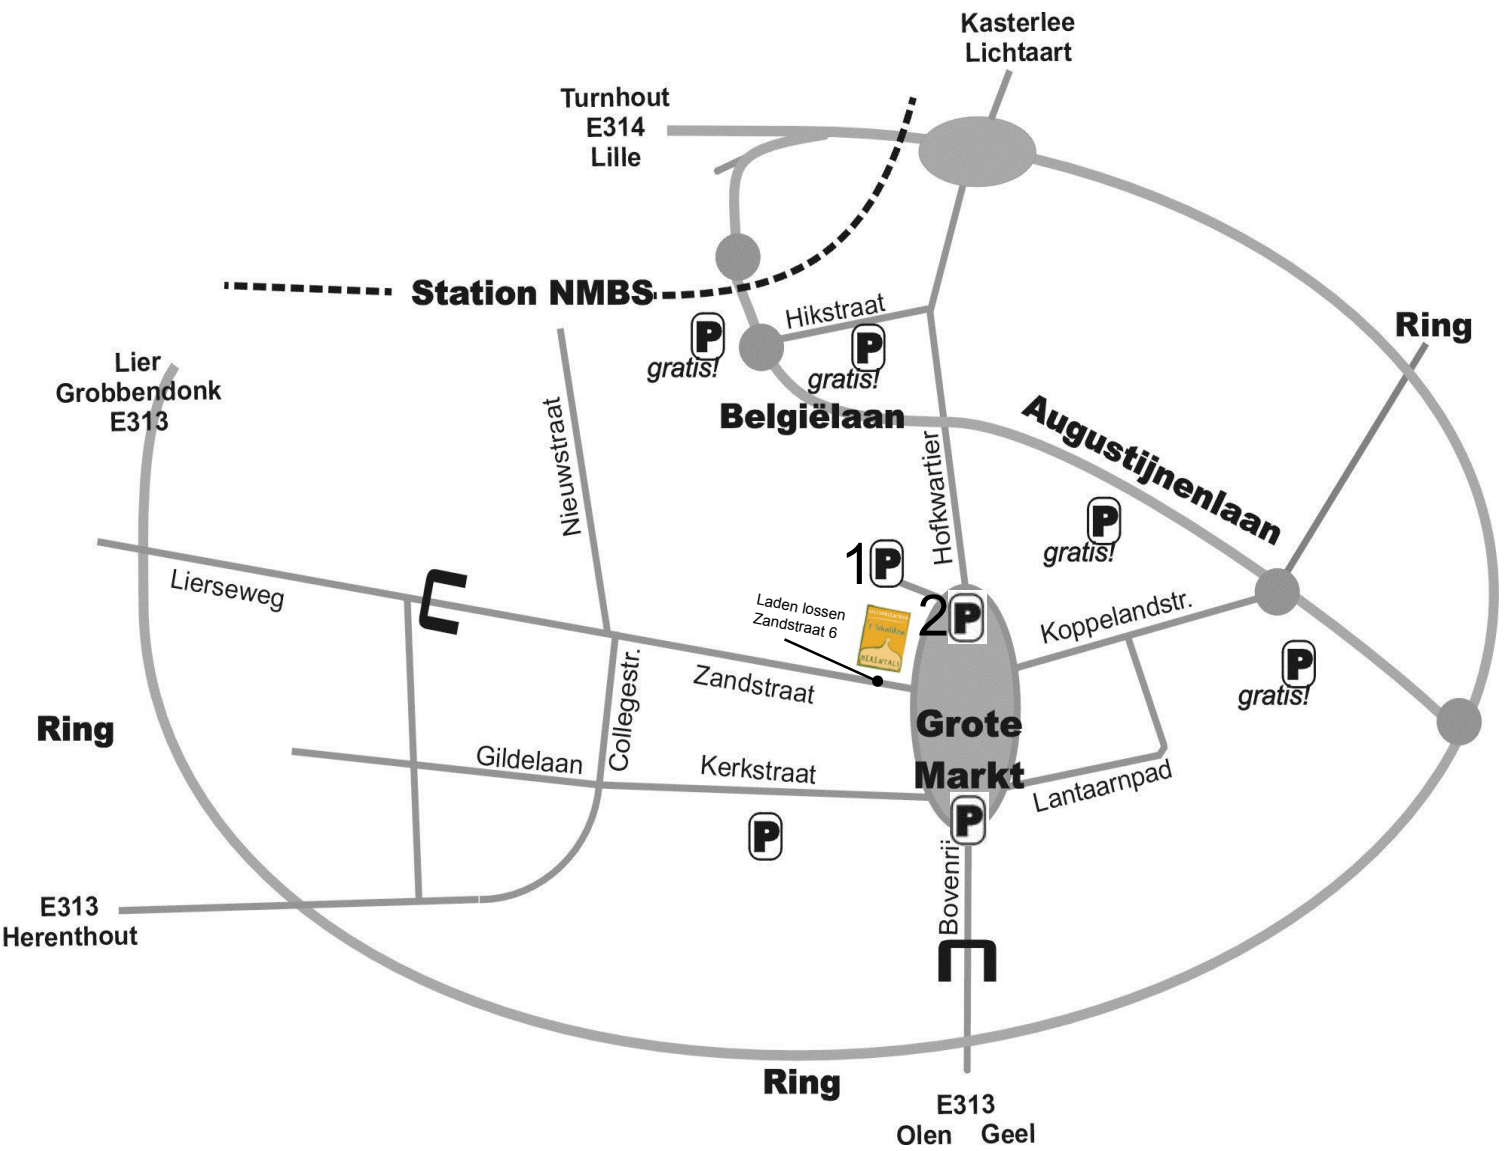 Kasterlee
Lichtaart
Turnhout
E314
Lille
Station NMBS
Hikstraat
Ring
P
gratis!
P
gratis!
Lier
Grobbendonk
E313
Belgiëlaan
Augustijnenlaan
Nieuwstraat
Hofkwartier
P
gratis!
1 P
Lierseweg
2 P
Laden lossen
Zandstraat 6
't Schaliken
HERENTALS
Koppelandstr.
P
gratis!
Zandstraat
Collegestr.
Grote
Markt
Ring
Gildelaan
Kerkstraat
Lantaarnpad
P
P
Bovenrij
E313
Herenthout
Ring
E313
Olen Geel